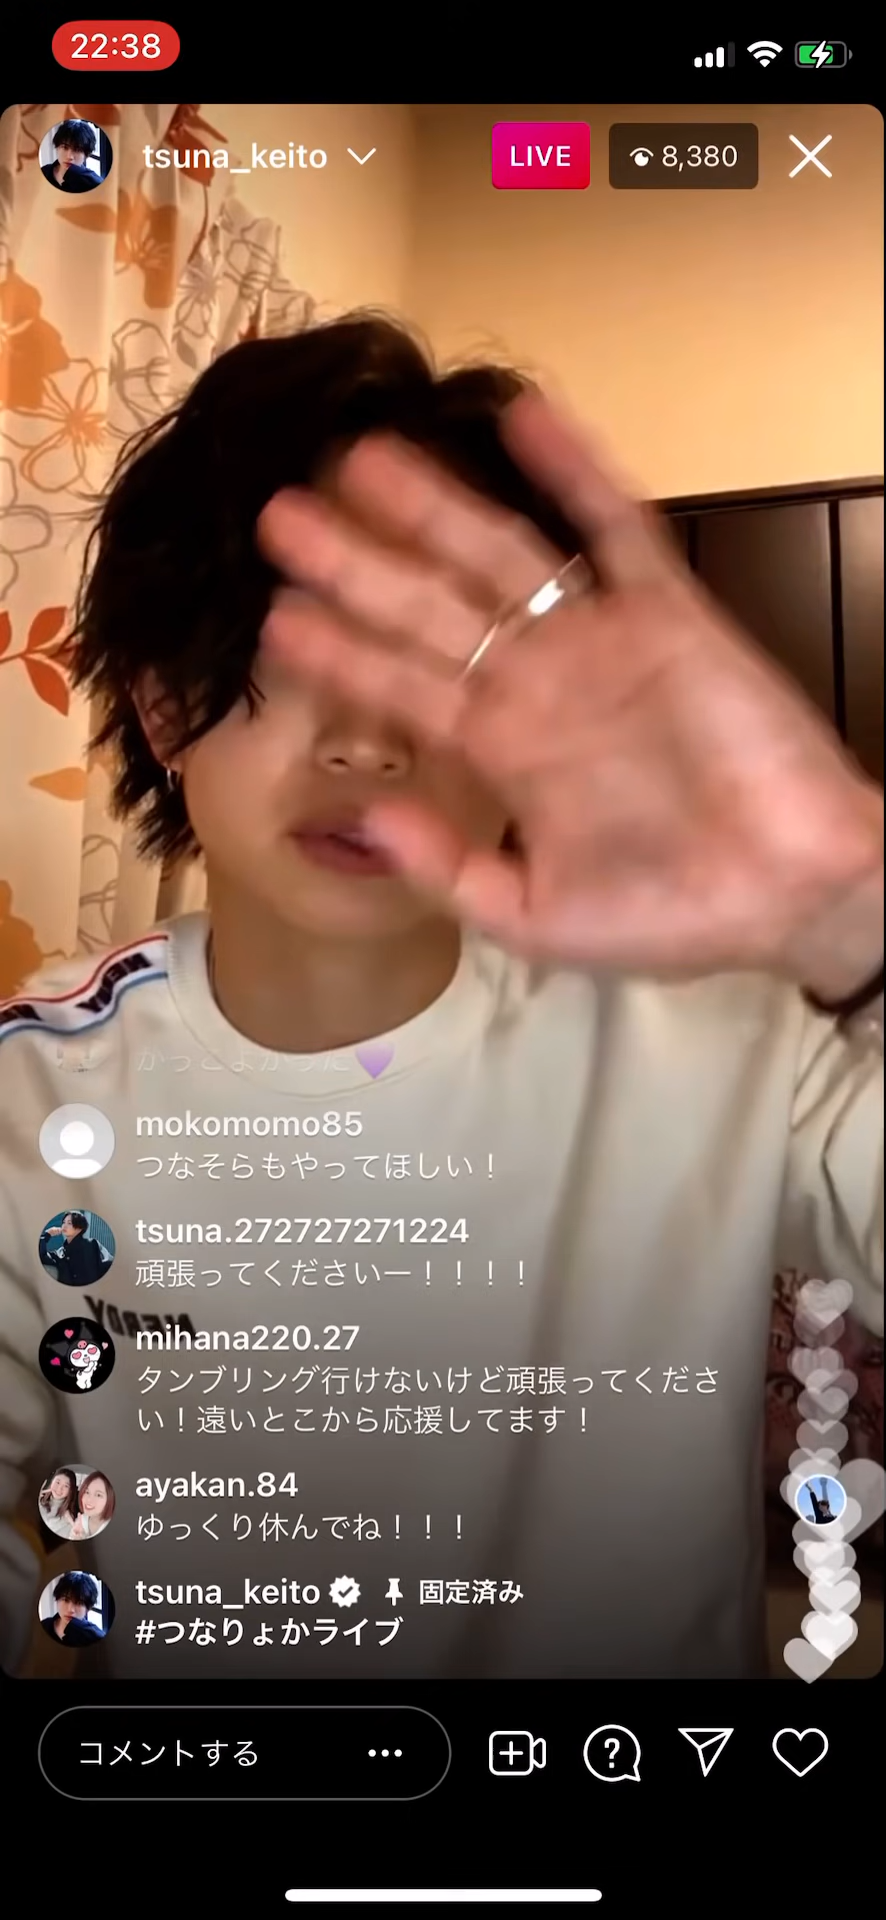 22:38
tsuna_keito
LIVE
8,380
かっこよかった💜
mokomomo85
つなそらもやってほしい！
tsuna.272727271224
頑張ってくださいー！！！！
mihana220.27
タンブリング行けないけど頑張ってくださ
い！遠いとこから応援してます！
ayakan.84
ゆっくり休んでね！！！
tsuna_keito 固定済み
#つなりょかライブ
コメントする